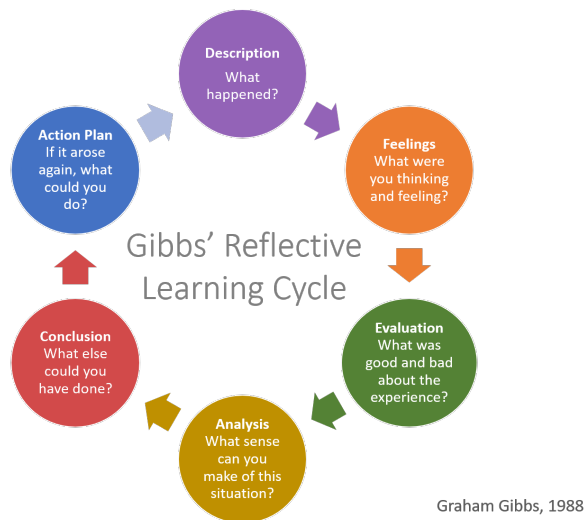 Description
What
happened?
Feelings
What were
you thinking
and feeling?
Evaluation
What was
good and bad
about the
experience?
Analysis
What sense
can you
make of this
situation?
Conclusion
What else
could you
have done?
Action Plan
If it arose
again, what
could you
do?
Gibbs’ Reflective
Learning Cycle
Graham Gibbs, 1988